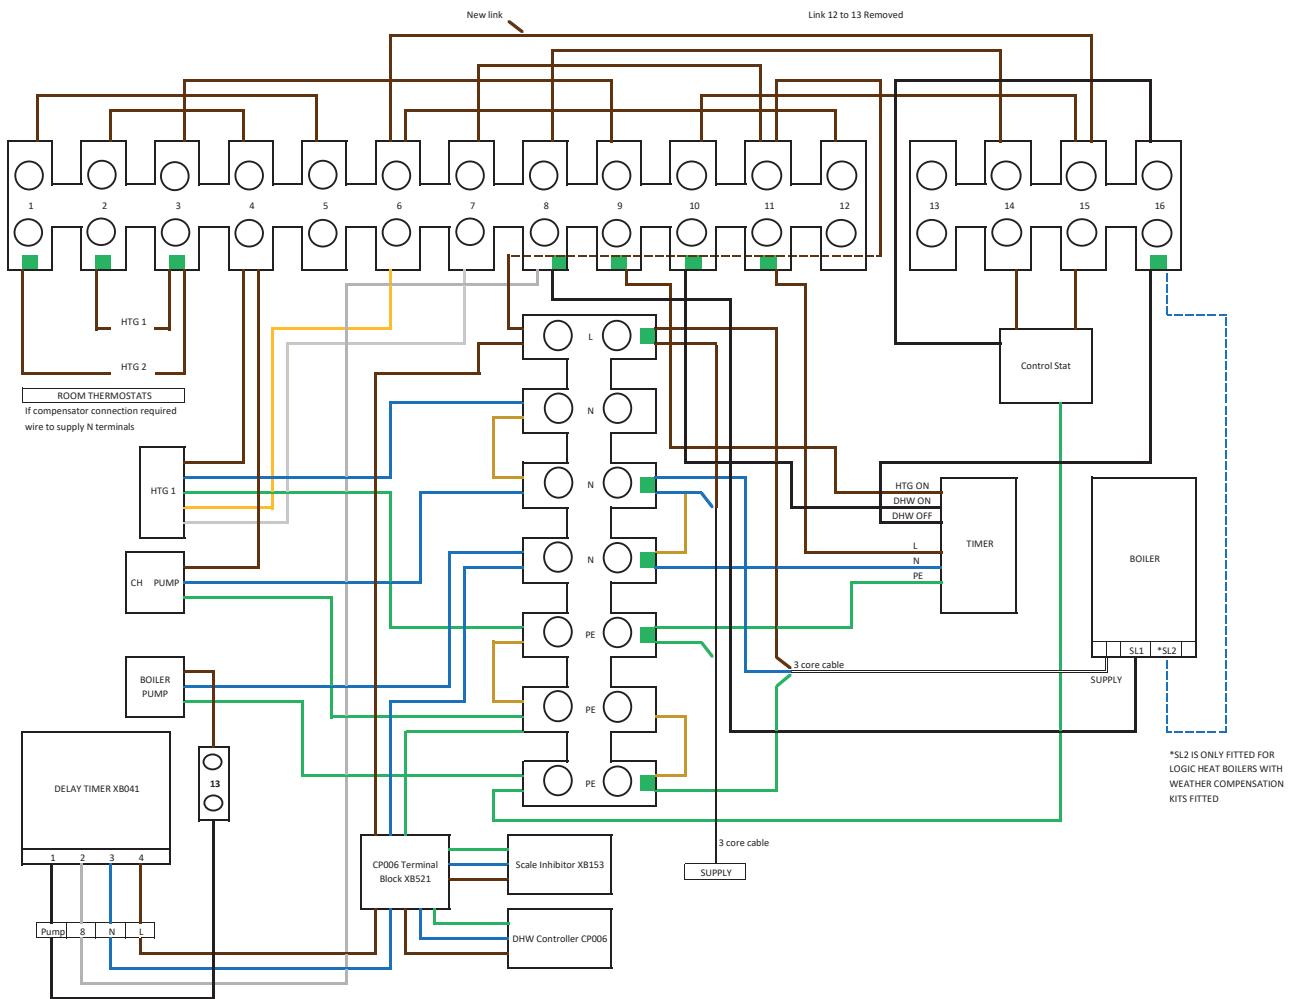 New link
Link 12 to 13 Removed
1 2 3 4 5 6 7 8 9 10 11 12 13 14 15 16
HTG 1
HTG 2
ROOM THERMOSTATS
If compensator connection required
wire to supply N terminals
L
N
N
N
PE
PE
PE
Control Stat
HTG 1
CH PUMP
BOILER
PUMP
HTG ON
DHW ON
DHW OFF
L
N
PE
TIMER
BOILER
SL1 *SL2
SUPPLY
3 core cable
*SL2 IS ONLY FITTED FOR
LOGIC HEAT BOILERS WITH
WEATHER COMPENSATION
KITS FITTED
DELAY TIMER XB041
1 2 3 4
13
Pump 8 N L
CP006 Terminal
Block XB521
Scale Inhibitor XB153
DHW Controller CP006
3 core cable
SUPPLY